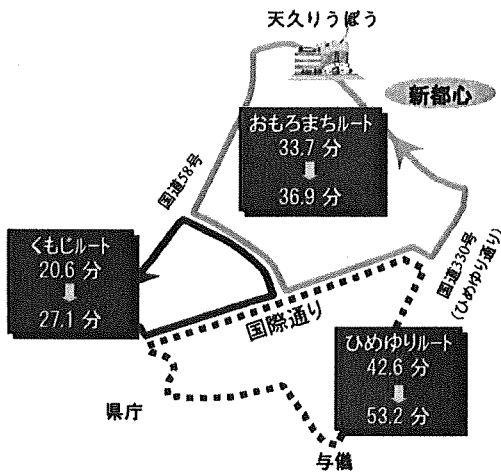 天久りうぼう
新都心
おもろまちルート
33.7 分
36.9 分
国道58号
くもじルート
20.6 分
27.1 分
国道330号
(ひめゆり通り)
国際通り
ひめゆりルート
42.6 分
53.2 分
県庁
与儀